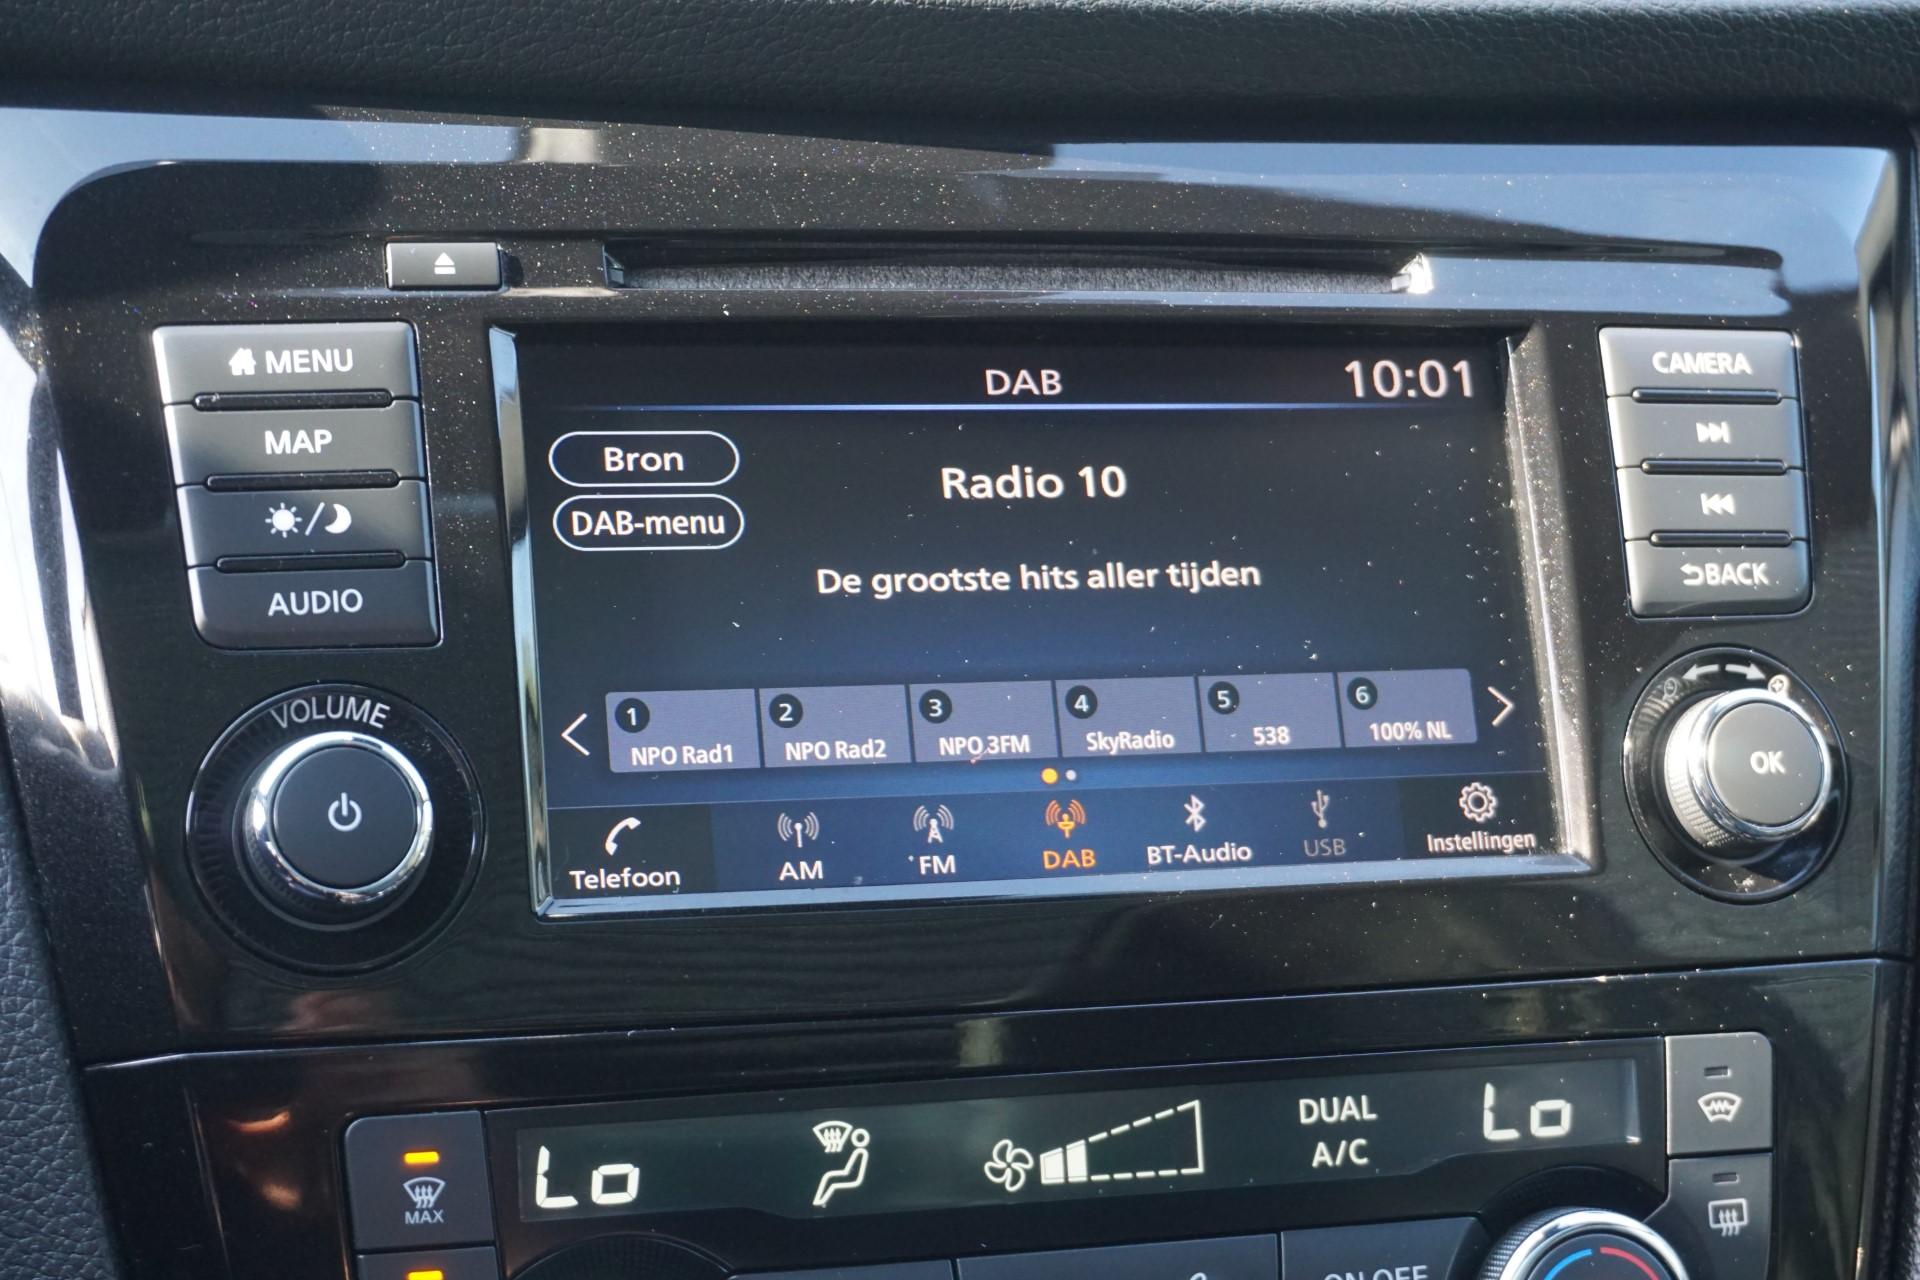 MENU
MAP
AUDIO
VOLUME
DAB
10:01
Bron
DAB-menu
Radio 10
De grootste hits aller tijden
1
NPO Rad1
2
NPO Rad2
3
NPO 3FM
4
SkyRadio
5
538
6
100% NL
Telefoon
AM
FM
DAB
BT-Audio
USB
Instellingen
CAMERA
BACK
OK
MAX
Lo
DUAL
A/C
Lo
ON·OFF